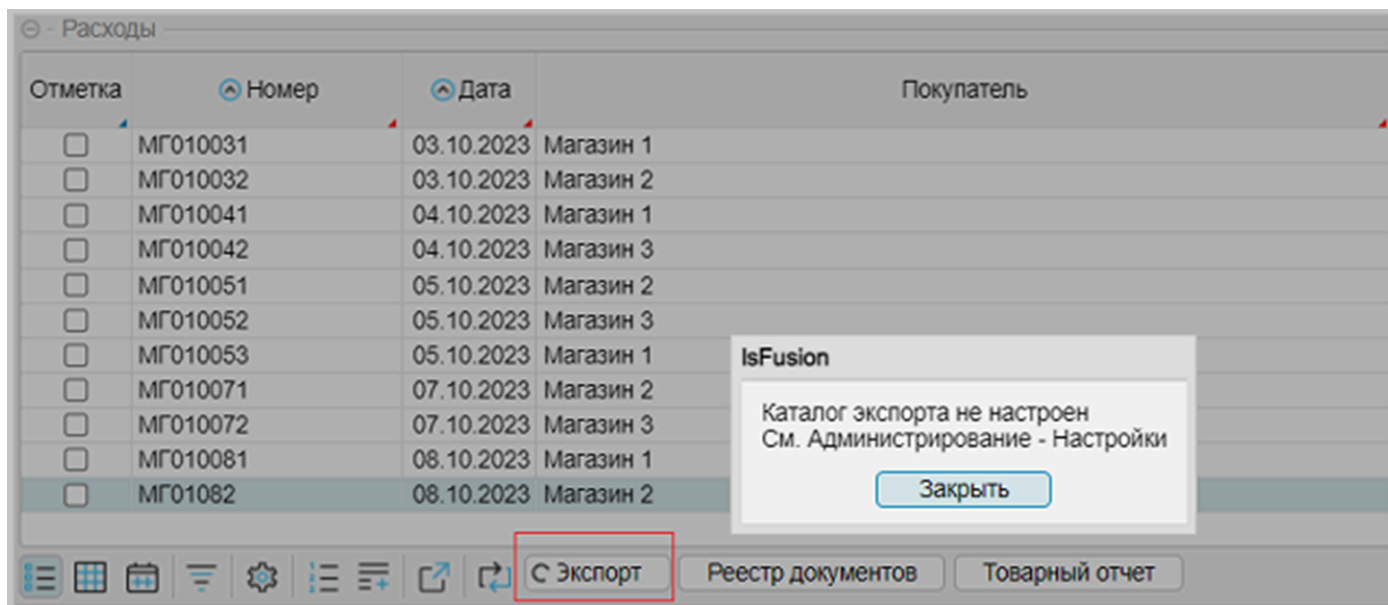 Расходы
Отметка Номер Дата Покупатель
МГ010031 03.10.2023 Магазин 1
МГ010032 03.10.2023 Магазин 2
МГ010041 04.10.2023 Магазин 1
МГ010042 04.10.2023 Магазин 3
МГ010051 05.10.2023 Магазин 2
МГ010052 05.10.2023 Магазин 3
МГ010053 05.10.2023 Магазин 1
МГ010071 07.10.2023 Магазин 2
МГ010072 07.10.2023 Магазин 3
МГ010081 08.10.2023 Магазин 1
МГ01082 08.10.2023 Магазин 2
lsFusion
Каталог экспорта не настроен
См. Администрирование - Настройки
Закрыть
Экспорт Реестр документов Товарный отчет